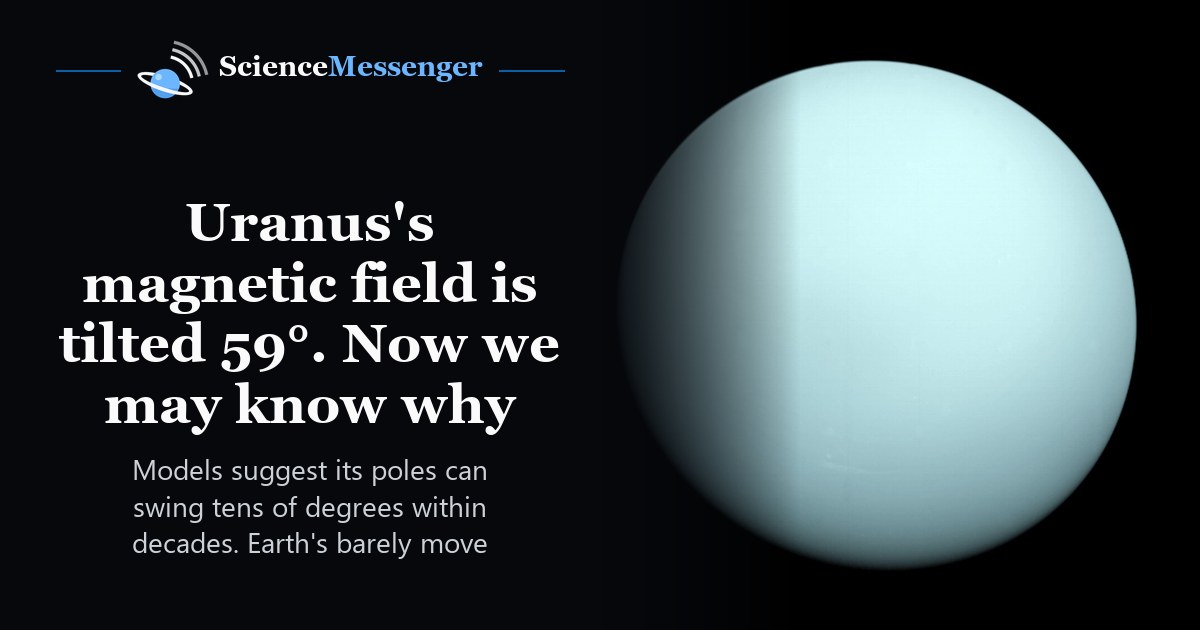 ScienceMessenger
Uranus's
magnetic field is
tilted 59°. Now we
may know why
Models suggest its poles can
swing tens of degrees within
decades. Earth's barely move